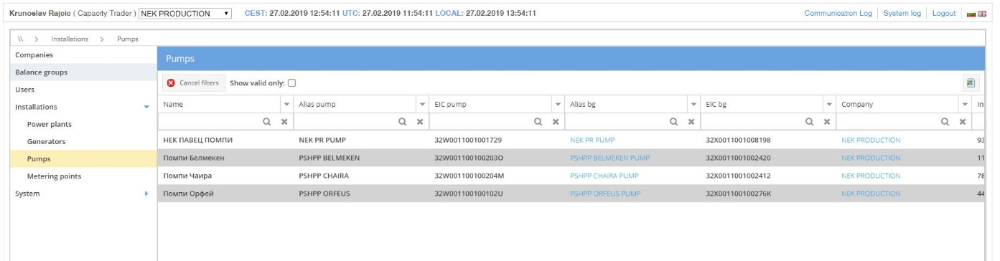 Krunoslav Rajcic ( Capacity Trader ) NEK PRODUCTION CEST: 27.02.2019 12:54:11 UTC: 27.02.2019 11:54:11 LOCAL: 27.02.2019 13:54:11 Communication Log System log Logout
\\ > Installations > Pumps
Companies
Balance groups
Users
Installations
Power plants
Generators
Pumps
Metering points
System
Pumps
Cancel filters Show valid only:
Name Alias pump EIC pump Alias bg EIC bg Company In
НЕК ПАВЕЦ ПОМПИ NEK PR PUMP 32W0011001001729 NEK PR PUMP 32X0011001008198 NEK PRODUCTION 93
Помпи Белмекен PSHPP BELMEKEN 32W001100100203O PSHPP BELMEKEN PUMP 32X0011001002420 NEK PRODUCTION 11
Помпи Чаира PSHPP CHAIRA 32W001100100204M PSHPP CHAIRA PUMP 32X0011001002412 NEK PRODUCTION 78
Помпи Орфей PSHPP ORFEUS 32W001100100102U PSHPP ORFEUS PUMP 32X001100100276K NEK PRODUCTION 44